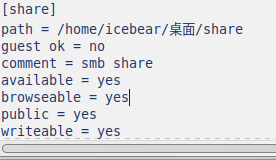 [share]
path = /home/icebear/桌面/share
guest ok = no
comment = smb share
available = yes
browseable = yes
public = yes
writeable = yes